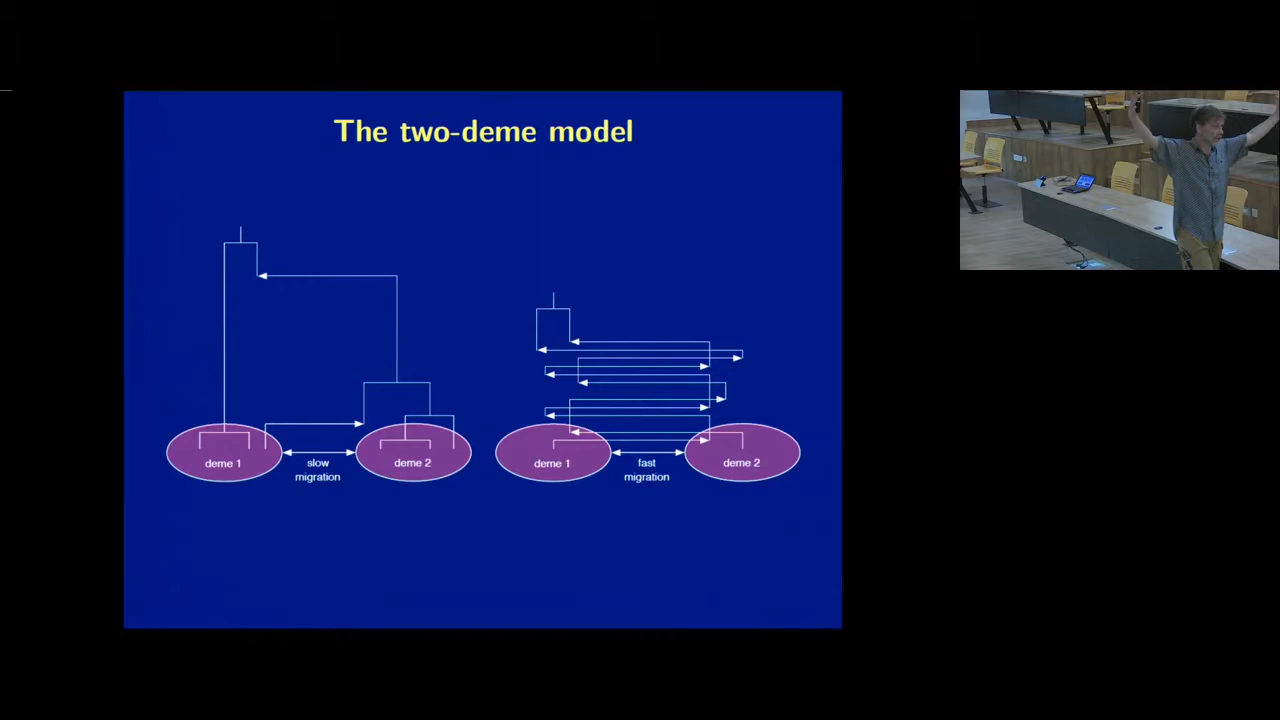 The two-deme model
deme 1
slow
migration
deme 2
deme 1
fast
migration
deme 2